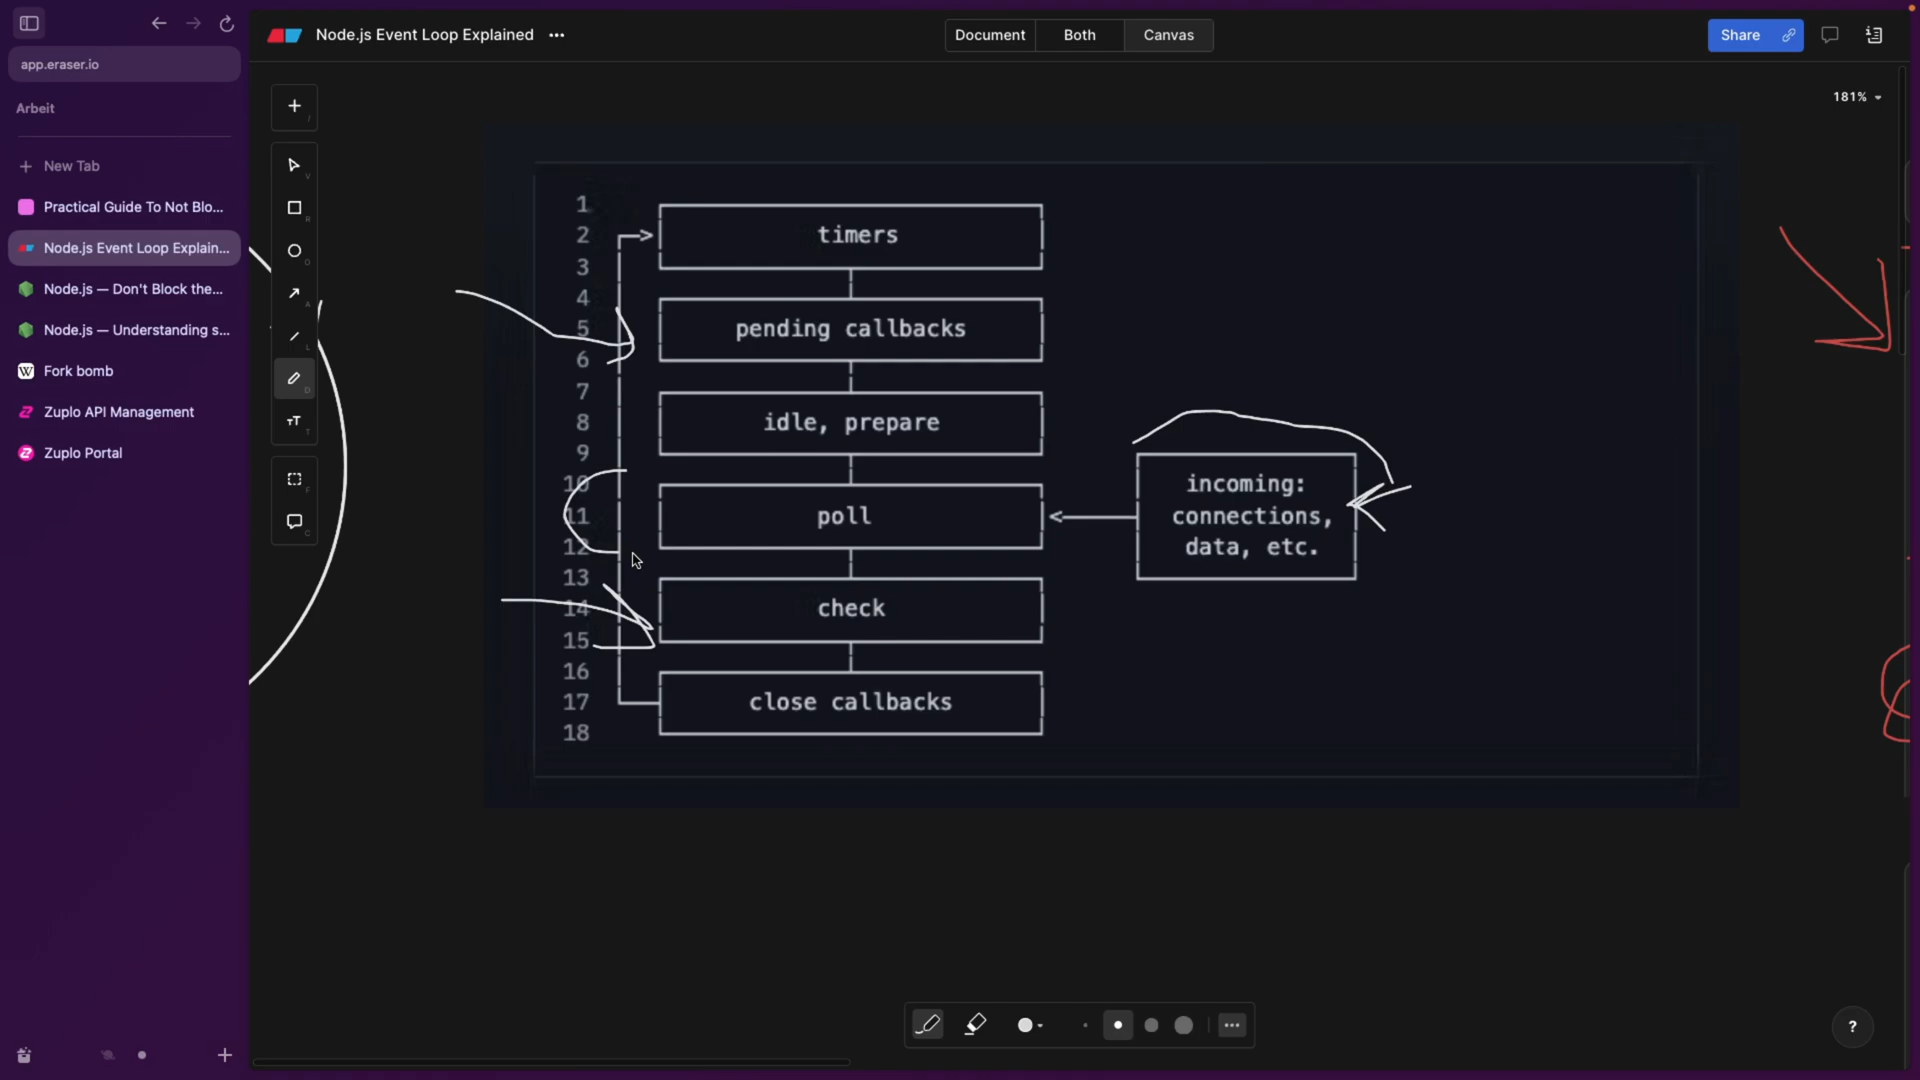 Node.js Event Loop Explained
Document
Both
Canvas
Share
app.eraser.io
Arbeit
181%
New Tab
Practical Guide To Not Blo...
Node.js Event Loop Explain...
Node.js — Don't Block the...
Node.js — Understanding s...
Fork bomb
Zuplo API Management
Zuplo Portal
1
2 timers
3
4
5 pending callbacks
6
7
8 idle, prepare
9
10
11 poll
12
13
14 check
15
16
17 close callbacks
18
incoming:
connections,
data, etc.
/
V
R
O
A
L
D
tT
T
F
C
?